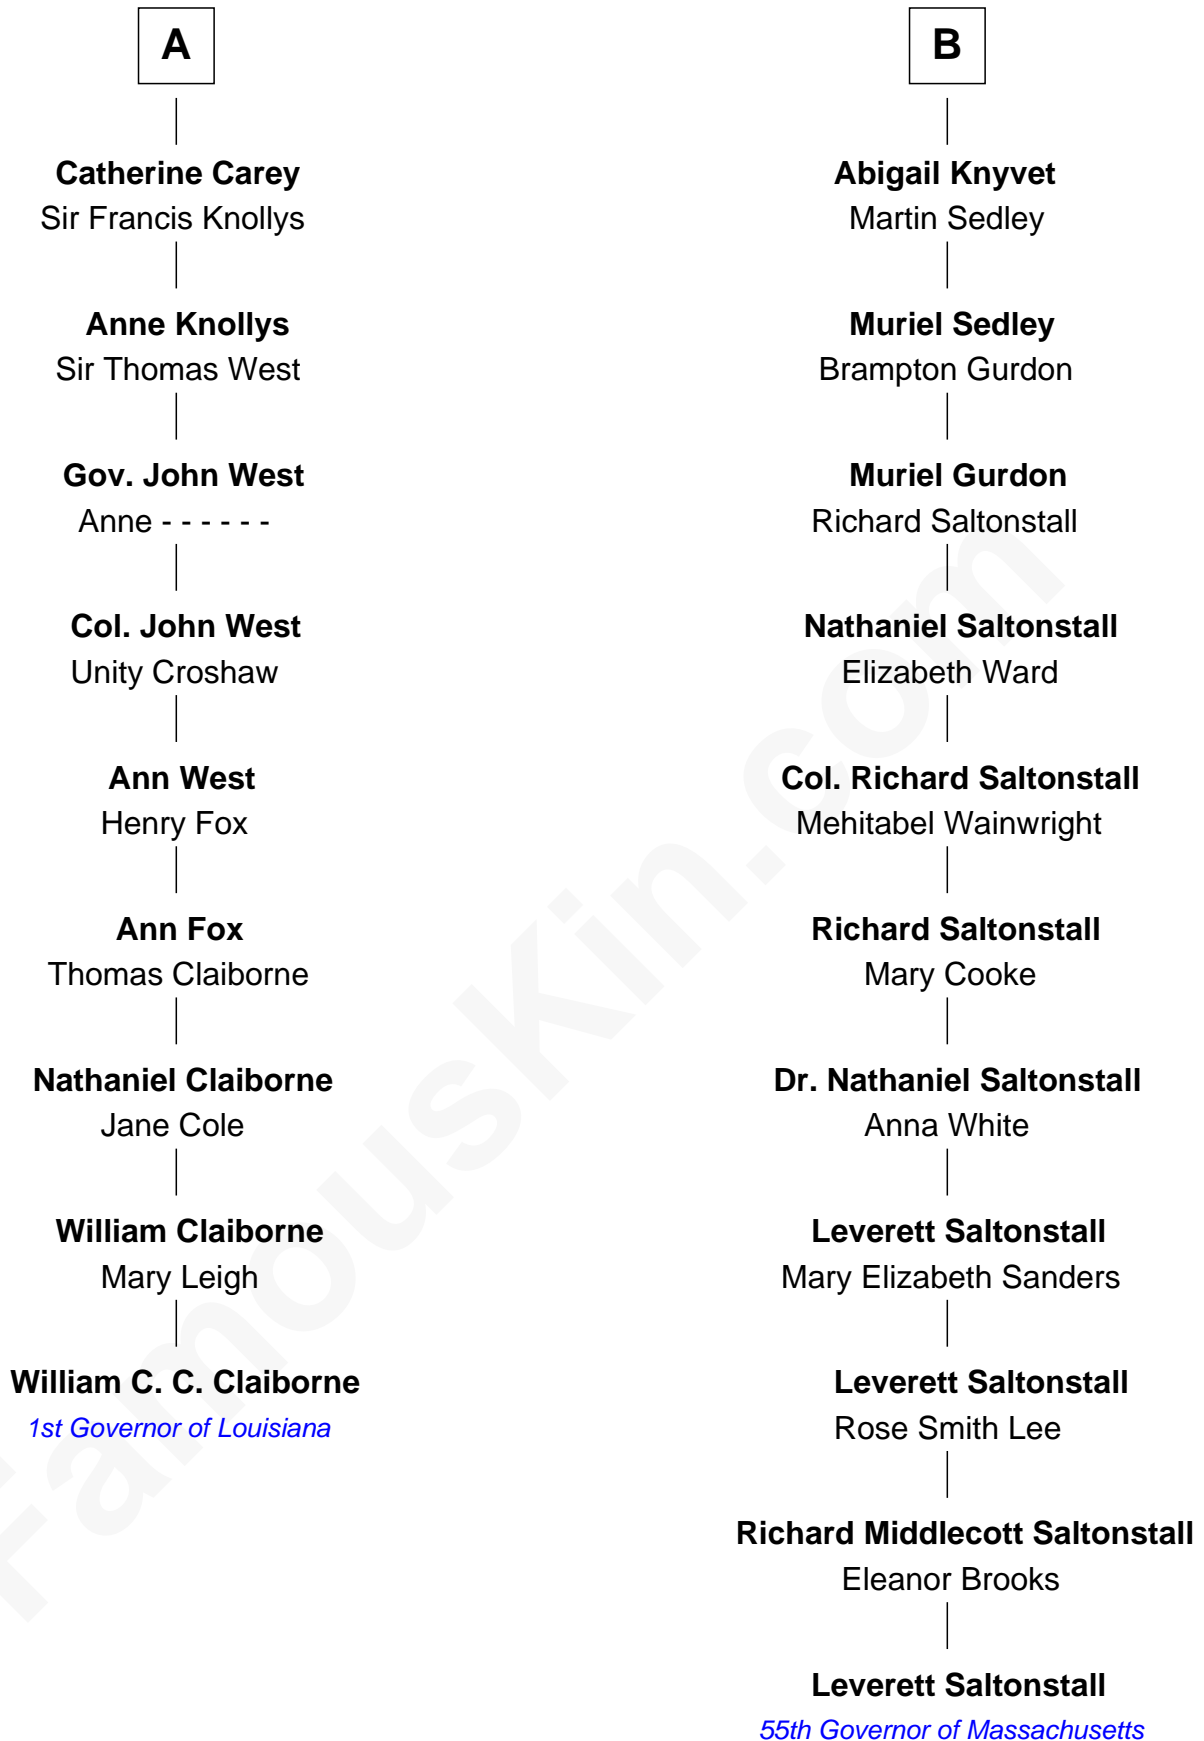 A
Catherine Carey
Sir Francis Knollys
Anne Knollys
Sir Thomas West
Gov. John West
Anne - - - - - -
Col. John West
Unity Croshaw
Ann West
Henry Fox
Ann Fox
Thomas Claiborne
Nathaniel Claiborne
Jane Cole
William Claiborne
Mary Leigh
William C. C. Claiborne
1st Governor of Louisiana
B
Abigail Knyvet
Martin Sedley
Muriel Sedley
Brampton Gurdon
Muriel Gurdon
Richard Saltonstall
Nathaniel Saltonstall
Elizabeth Ward
Col. Richard Saltonstall
Mehitabel Wainwright
Richard Saltonstall
Mary Cooke
Dr. Nathaniel Saltonstall
Anna White
Leverett Saltonstall
Mary Elizabeth Sanders
Leverett Saltonstall
Rose Smith Lee
Richard Middlecott Saltonstall
Eleanor Brooks
Leverett Saltonstall
55th Governor of Massachusetts
FamousKin.com